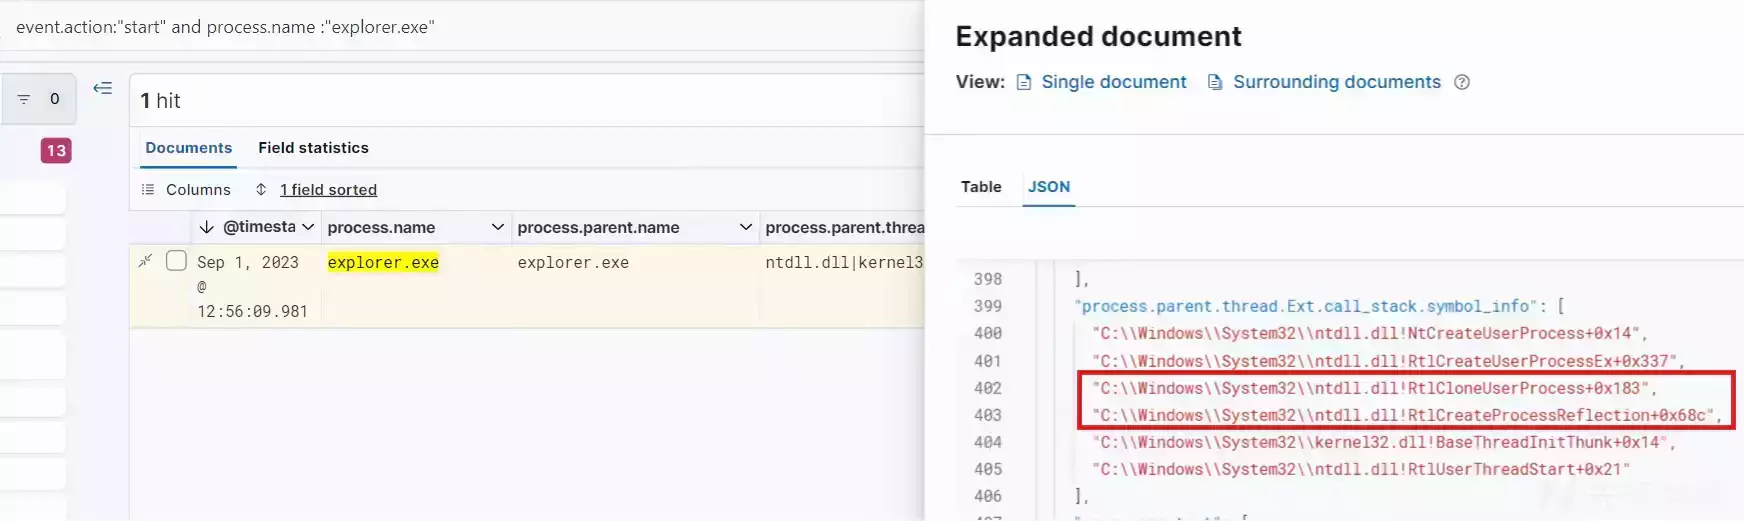 event.action:"start" and process.name :"explorer.exe"
0
13
1 hit
Documents Field statistics
Columns 1 field sorted
@timesta process.name process.parent.name process.parent.threa
Sep 1, 2023 explorer.exe explorer.exe ntdll.dll|kernel3
@
12:56:09.981
Expanded document
View: Single document Surrounding documents
Table JSON
398 ],
399 "process.parent.thread.Ext.call_stack.symbol_info": [
400 "C:\\Windows\\System32\\ntdll.dll!NtCreateUserProcess+0x14",
401 "C:\\Windows\\System32\\ntdll.dll!RtlCreateUserProcessEx+0x337",
402 "C:\\Windows\\System32\\ntdll.dll!RtlCloneUserProcess+0x183",
403 "C:\\Windows\\System32\\ntdll.dll!RtlCreateProcessReflection+0x68c",
404 "C:\\Windows\\System32\\kernel32.dll!BaseThreadInitThunk+0x14",
405 "C:\\Windows\\System32\\ntdll.dll!RtlUserThreadStart+0x21"
406 ],